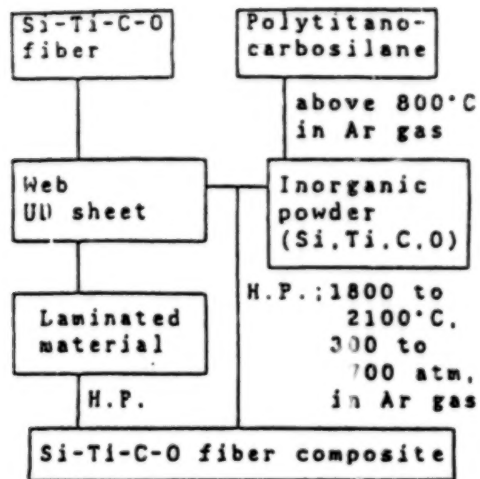 Si-Ti-C-O
fiber
Polytitano-
carbosilane
above 800°C
in Ar gas
Web
UD sheet
Inorganic
powder
(Si,Ti,C,O)
H.P.;1800 to
2100°C,
300 to
700 atm,
in Ar gas
Laminated
material
H.P.
Si-Ti-C-O fiber composite